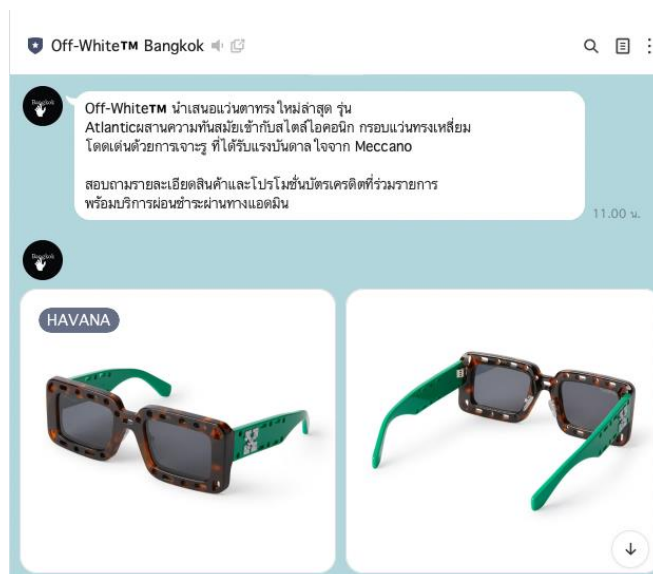 Off-White™ Bangkok
Off-White™ นำเสนอแว่นตาทรงใหม่ล่าสุด รุ่น
Atlanticผสานความทันสมัยเข้ากับสไตล์ไอคอนิก กรอบแว่นทรงเหลี่ยม
โดดเด่นด้วยการเจาะรู ที่ได้รับแรงบันดาลใจจาก Meccano
สอบถามรายละเอียดสินค้าและโปรโมชั่นบัตรเครดิตที่ร่วมรายการ
พร้อมบริการผ่อนชำระผ่านทางแอดมิน
11.00 น.
Bangkok
Bangkok
HAVANA